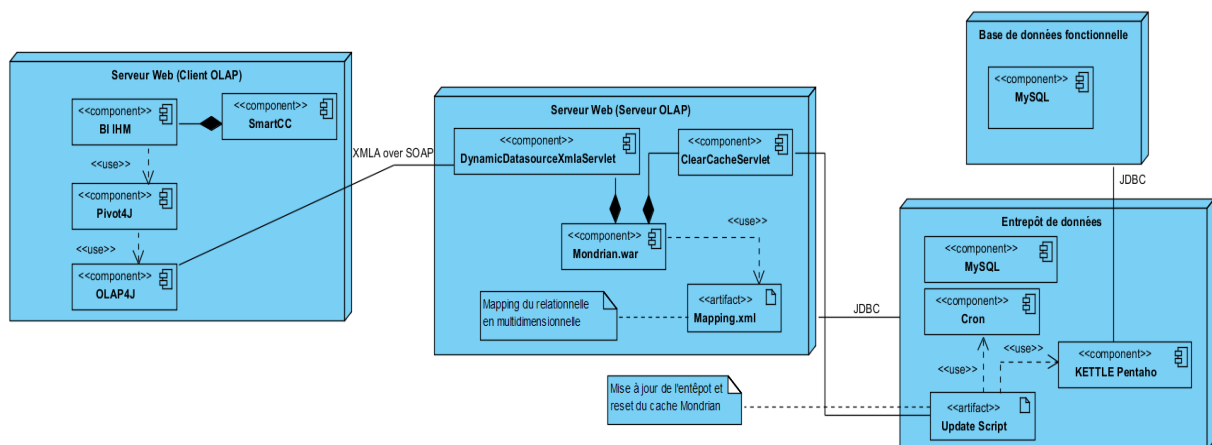 Serveur Web (Client OLAP)
<<component>>
BI IHM
<<component>>
SmartCC
<<use>>
<<component>>
Pivot4J
<<use>>
<<component>>
OLAP4J
XMLA over SOAP
Serveur Web (Serveur OLAP)
<<component>>
DynamicDatasourceXmlaServlet
<<component>>
ClearCacheServlet
<<component>>
Mondrian.war
<<use>>
<<artifact>>
Mapping.xml
Mapping du relationnelle
en multidimensionnelle
JDBC
Base de données fonctionnelle
<<component>>
MySQL
JDBC
Entrepôt de données
<<component>>
MySQL
<<component>>
Cron
<<use>>
<<use>>
<<component>>
KETTLE Pentaho
<<artifact>>
Update Script
Mise à jour de l'entêpot et
reset du cache Mondrian